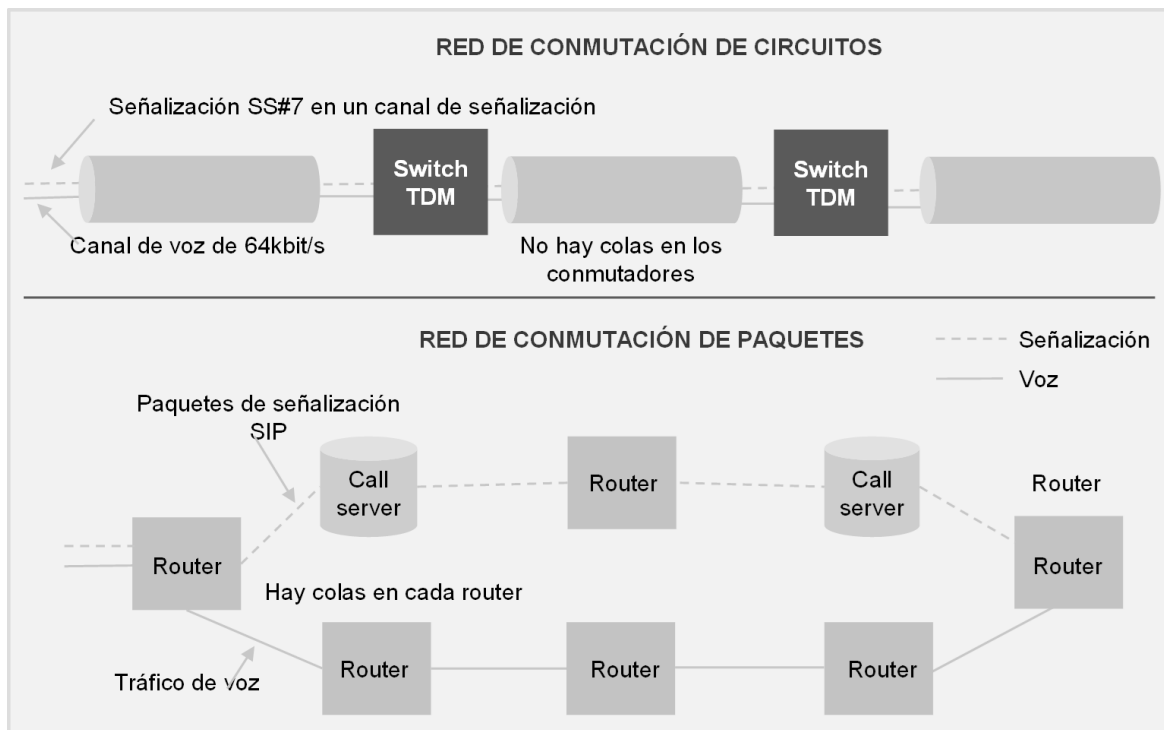 RED DE CONMUTACIÓN DE CIRCUITOS
Señalización SS#7 en un canal de señalización
Switch
TDM
Switch
TDM
Canal de voz de 64kbit/s
No hay colas en los
conmutadores
RED DE CONMUTACIÓN DE PAQUETES
Señalización
Voz
Paquetes de señalización
SIP
Call
server
Router
Call
server
Router
Router
Router
Hay colas en cada router
Router
Router
Router
Tráfico de voz